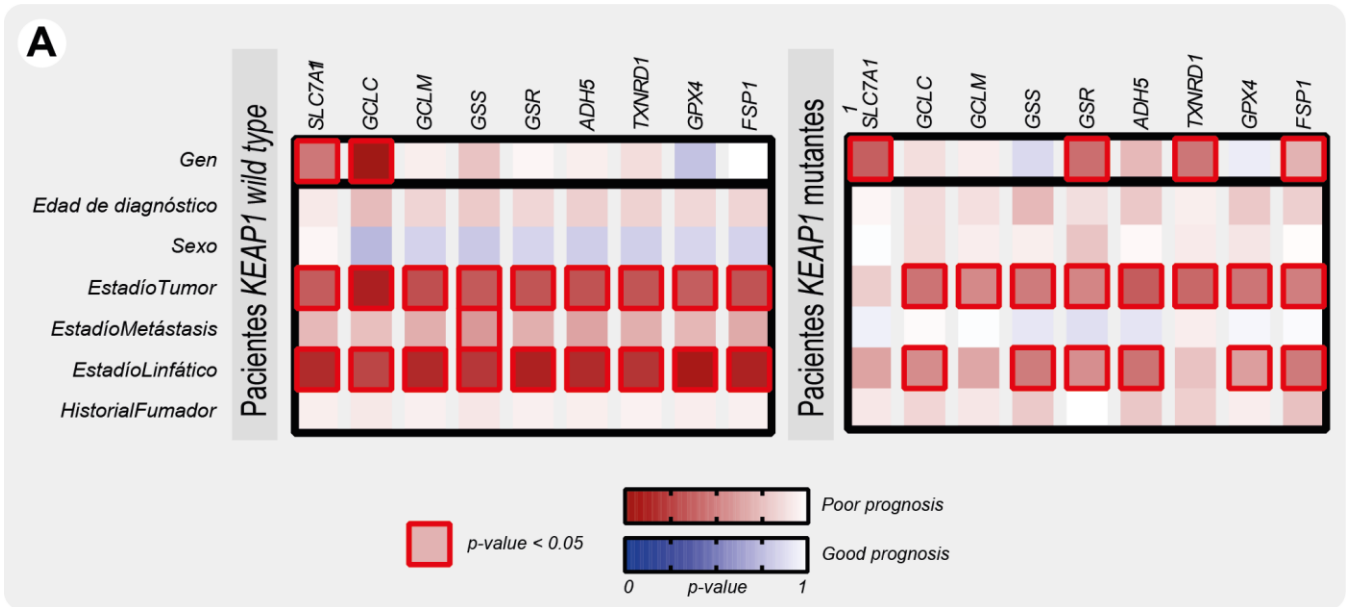 A
Pacientes KEAP1 wild type
SLC7A11
GCLC
GCLM
GSS
GSR
ADH5
TXNRD1
GPX4
FSP1
Pacientes KEAP1 mutantes
SLC7A1
1
GCLC
GCLM
GSS
GSR
ADH5
TXNRD1
GPX4
FSP1
Gen
Edad de diagnóstico
Sexo
EstadíoTumor
EstadíoMetástasis
EstadíoLinfático
HistorialFumador
p-value < 0.05
Poor prognosis
Good prognosis
0 p-value 1